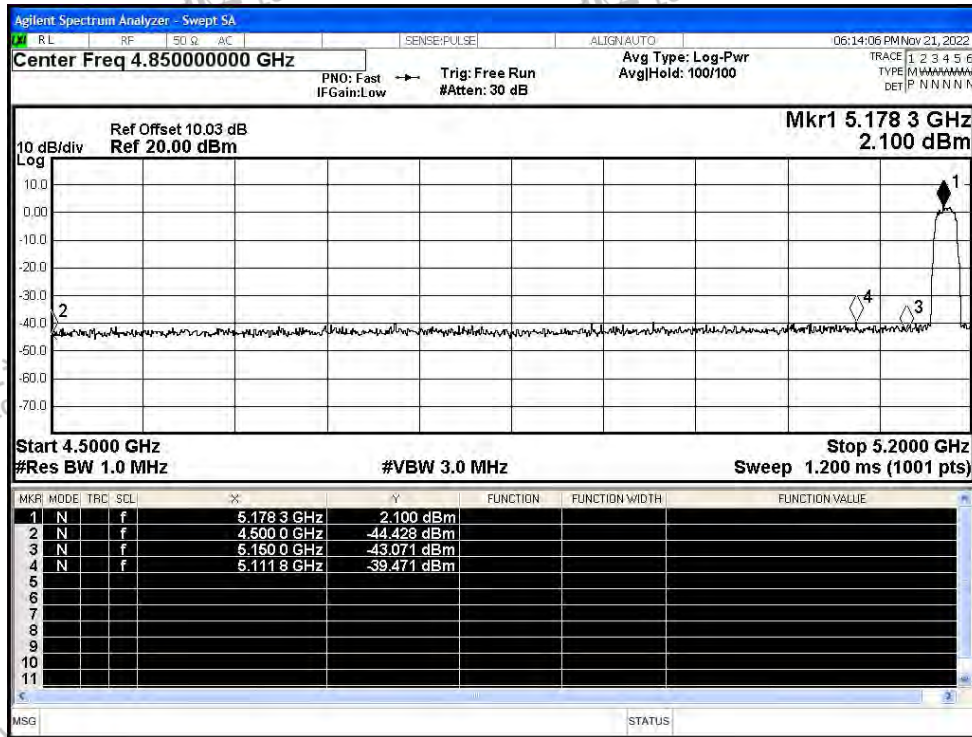 Agilent Spectrum Analyzer - Swept SA
RL RF 50 Ω AC SENSE:PULSE ALIGN AUTO 06:14:06 PM Nov 21, 2022
Center Freq 4.850000000 GHz
PNO: Fast Trig: Free Run Avg Type: Log-Pwr TRACE 1 2 3 4 5 6
IFGain:Low #Atten: 30 dB Avg|Hold: 100/100 TYPE M
DET P N N N N N
Mkr1 5.178 3 GHz
2.100 dBm
Ref Offset 10.03 dB
10 dB/div Ref 20.00 dBm
Log
10.0
0.00
-10.0
-20.0
-30.0
-40.0
-50.0
-60.0
-70.0
1
2
4
3
Start 4.5000 GHz Stop 5.2000 GHz
#Res BW 1.0 MHz #VBW 3.0 MHz Sweep 1.200 ms (1001 pts)
MKR MODE TRC SCL X Y FUNCTION FUNCTION WIDTH FUNCTION VALUE
1 N f 5.178 3 GHz 2.100 dBm
2 N f 4.500 0 GHz -44.428 dBm
3 N f 5.150 0 GHz -43.071 dBm
4 N f 5.111 8 GHz -39.471 dBm
5
6
7
8
9
10
11
MSG STATUS